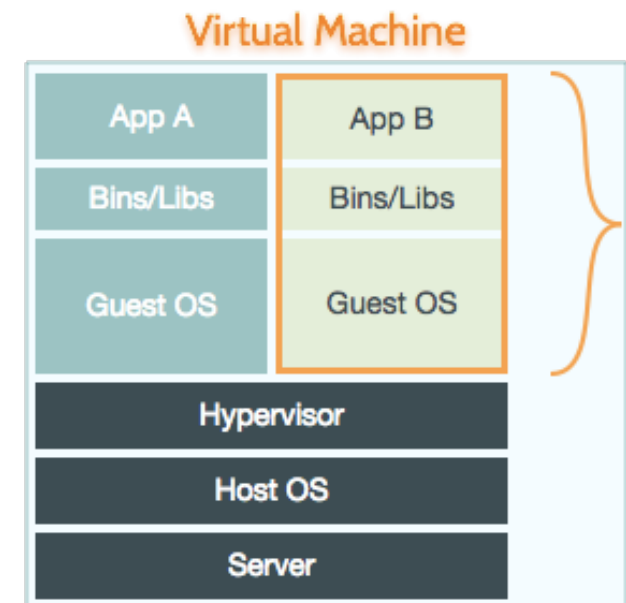 Virtual Machine
App A
App B
Bins/Libs
Bins/Libs
Guest OS
Guest OS
Hypervisor
Host OS
Server